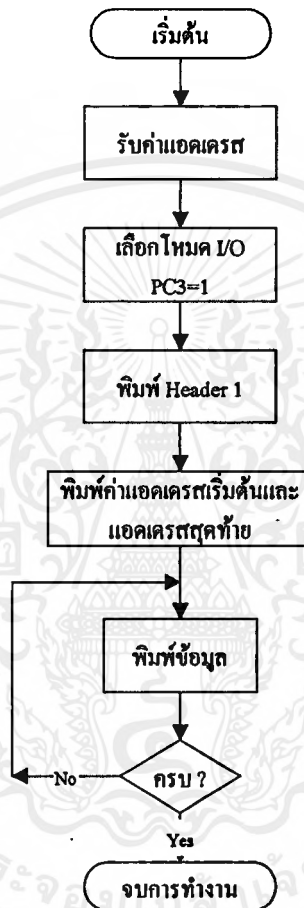 เริ่มต้น
รับค่าแอดเดรส
เลือกโหมด I/O
PC3=1
พิมพ์ Header 1
พิมพ์ค่าแอดเดรสเริ่มต้นและ
แอดเดรสสุดท้าย
พิมพ์ข้อมูล
ครบ ?
No
Yes
จบการทำงาน